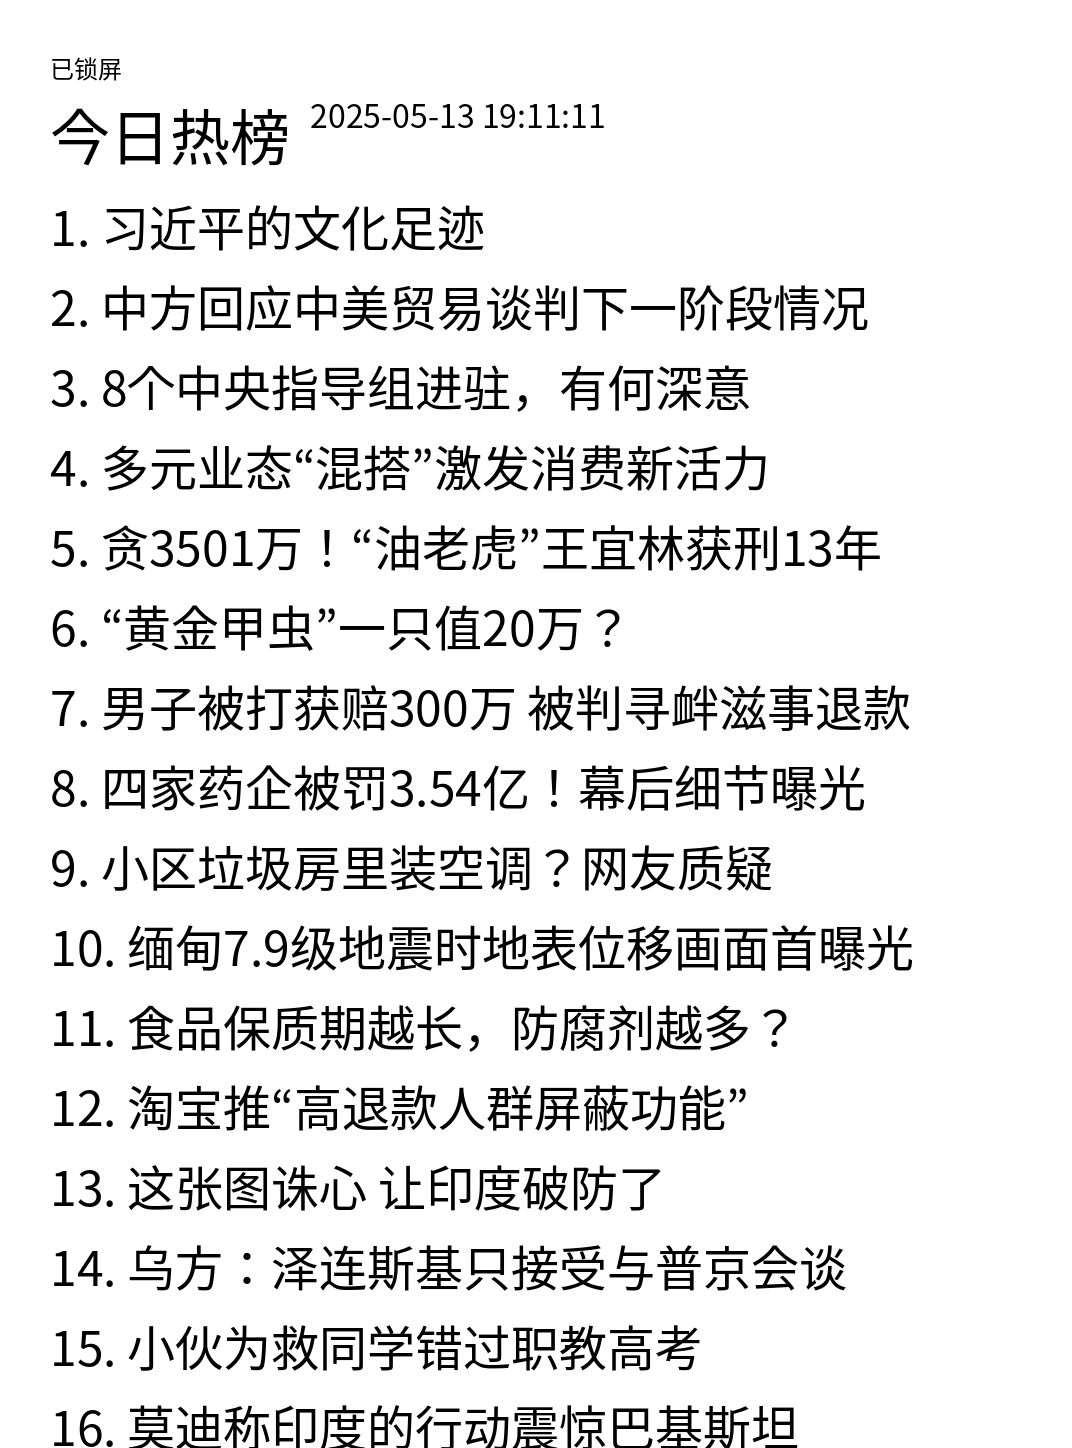 已锁屏
今日热榜 2025-05-13 19:11:11
1. 习近平的文化足迹
2. 中方回应中美贸易谈判下一阶段情况
3. 8个中央指导组进驻，有何深意
4. 多元业态“混搭”激发消费新活力
5. 贪3501万！“油老虎”王宜林获刑13年
6. “黄金甲虫”一只值20万？
7. 男子被打获赔300万 被判寻衅滋事退款
8. 四家药企被罚3.54亿！幕后细节曝光
9. 小区垃圾房里装空调？网友质疑
10. 缅甸7.9级地震时地表位移画面首曝光
11. 食品保质期越长，防腐剂越多？
12. 淘宝推“高退款人群屏蔽功能”
13. 这张图诛心 让印度破防了
14. 乌方：泽连斯基只接受与普京会谈
15. 小伙为救同学错过职教高考
16. 莫迪称印度的行动震惊巴基斯坦